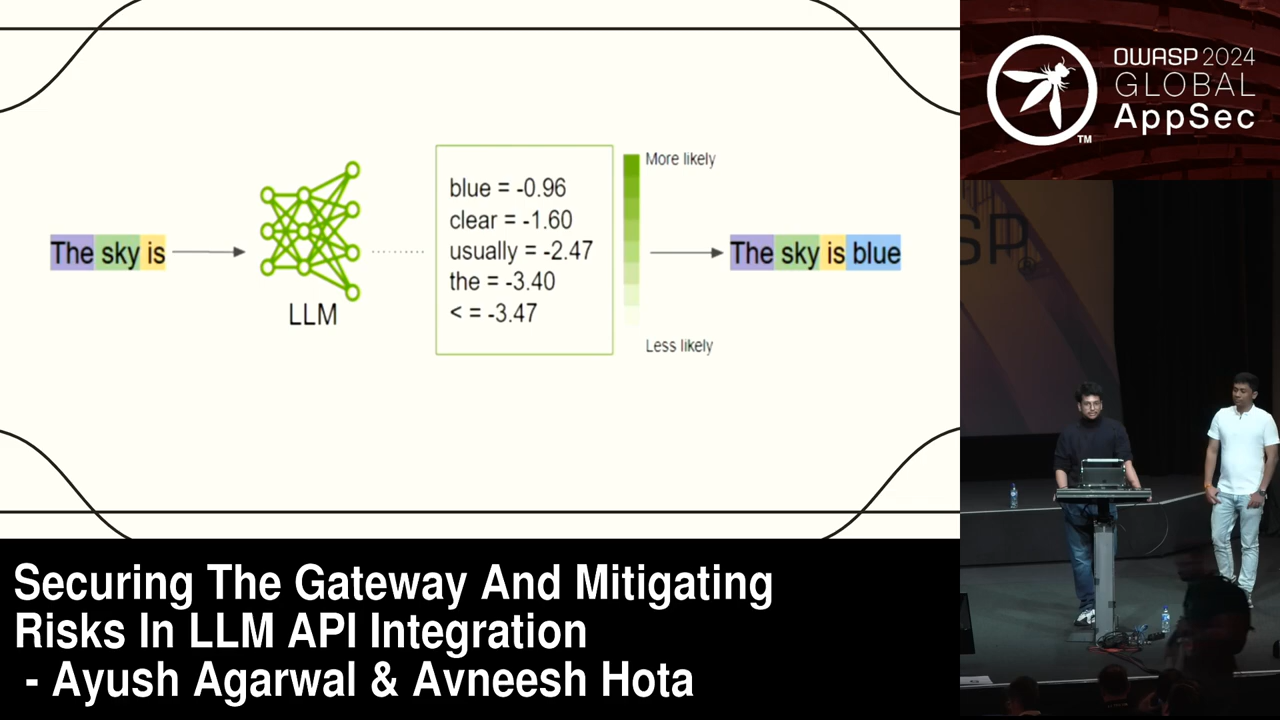 The sky is
LLM
blue = -0.96
clear = -1.60
usually = -2.47
the = -3.40
< = -3.47
More likely
Less likely
The sky is blue
OWASP 2024
GLOBAL
AppSec
TM
SP
Securing The Gateway And Mitigating
Risks In LLM API Integration
- Ayush Agarwal & Avneesh Hota